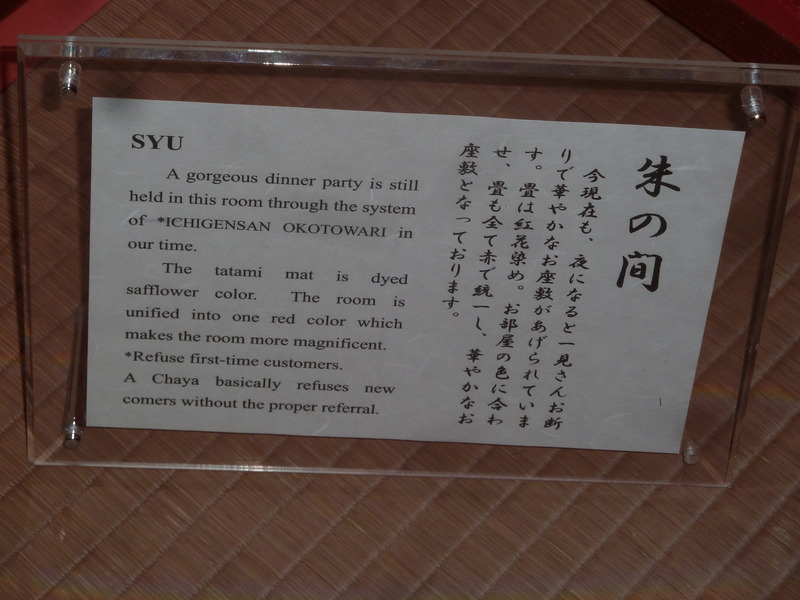 SYU
A gorgeous dinner party is still
held in this room through the system
of *ICHIGENSAN OKOTOWARI in
our time.
The tatami mat is dyed
safflower color. The room is
unified into one red color which
makes the room more magnificent.
*Refuse first-time customers.
A Chaya basically refuses new
comers without the proper referral.
朱の間
今現在も、夜になると一見さんお断
りで華やかなお座敷があげられていま
す。畳は紅花染め。お部屋の色に合わ
せ、畳も全て赤で統一し、華やかなお
座敷となっております。